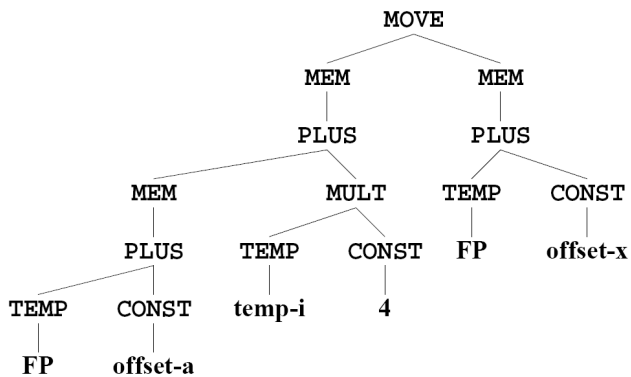 MOVE
MEM MEM
PLUS PLUS
MEM MULT TEMP CONST
PLUS TEMP CONST FP offset-x
TEMP CONST temp-i 4
FP offset-a